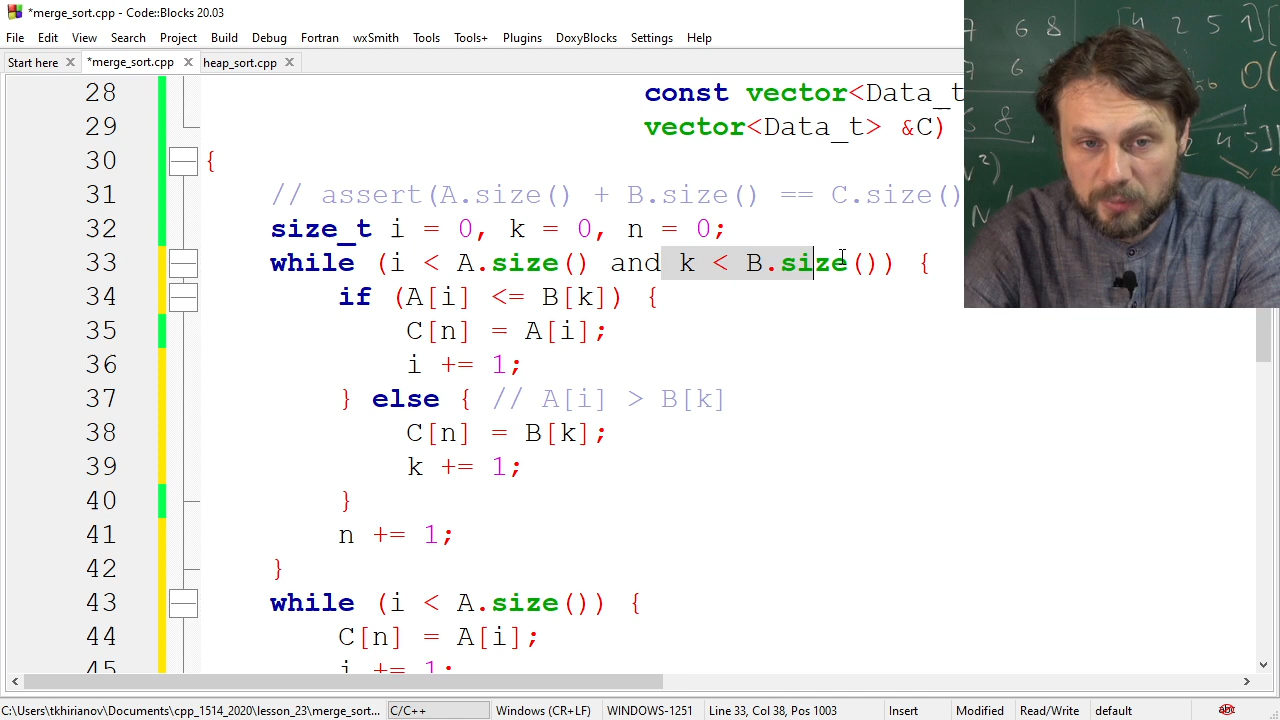 *merge_sort.cpp - Code::Blocks 20.03
File Edit View Search Project Build Debug Fortran wxSmith Tools Tools+ Plugins DoxyBlocks Settings Help
Start here *merge_sort.cpp heap_sort.cpp
28 const vector<Data_t
29 vector<Data_t> &C)
30 {
31 // assert(A.size() + B.size() == C.size()
32 size_t i = 0, k = 0, n = 0;
33 while (i < A.size() and k < B.size()) {
34 if (A[i] <= B[k]) {
35 C[n] = A[i];
36 i += 1;
37 } else { // A[i] > B[k]
38 C[n] = B[k];
39 k += 1;
40 }
41 n += 1;
42 }
43 while (i < A.size()) {
44 C[n] = A[i];
45 i += 1;
C:\Users\tkhirianov\Documents\cpp_1514_2020\lesson_23\merge_sort... C/C++ Windows (CR+LF) WINDOWS-1251 Line 33, Col 38, Pos 1003 Insert Modified Read/Write default